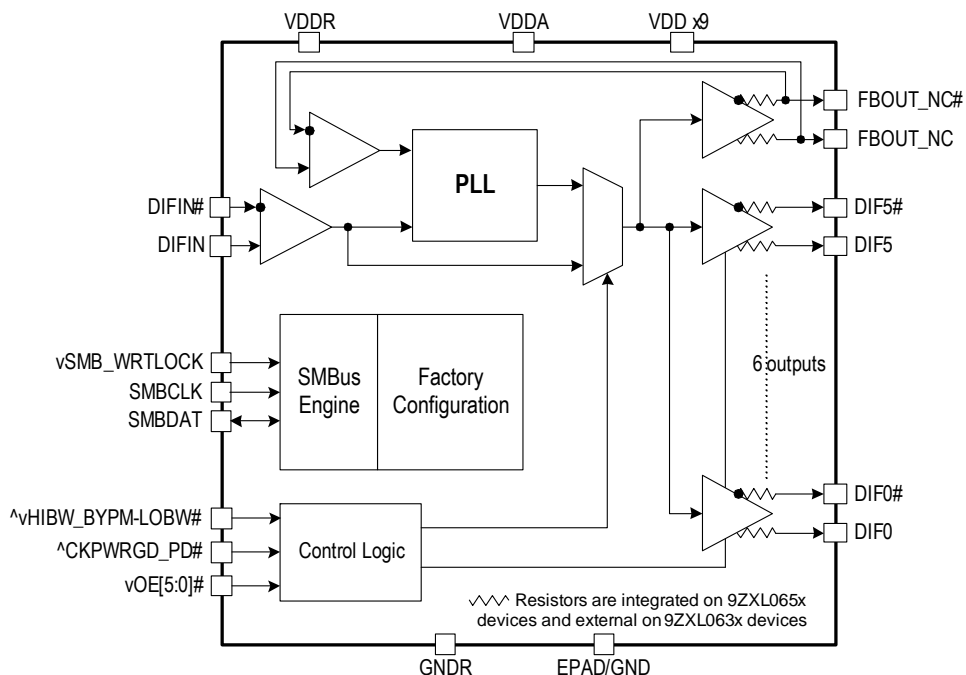 VDDR
VDDA
VDD x9
FBOUT_NC#
FBOUT_NC
PLL
DIFIN#
DIFIN
DIF5#
DIF5
vSMB_WRTLOCK
SMBCLK
SMBDAT
SMBus
Engine
Factory
Configuration
6 outputs
^vHIBW_BYPM-LOBW#
^CKPWRGD_PD#
vOE[5:0]#
Control Logic
DIF0#
DIF0
Resistors are integrated on 9ZXL065x
devices and external on 9ZXL063x devices
GNDR
EPAD/GND